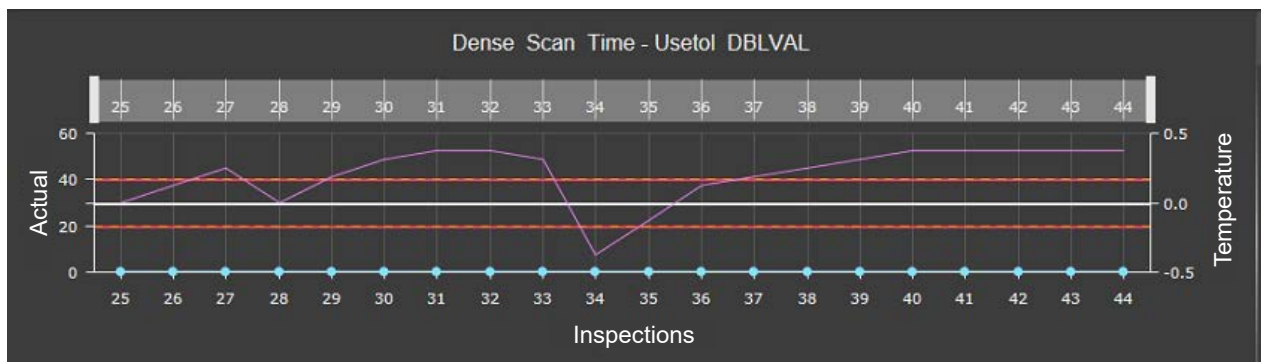 Dense Scan Time - Usetol DBLVAL
25 26 27 28 29 30 31 32 33 34 35 36 37 38 39 40 41 42 43 44
60 0.5
40
Actual 0.0 Temperature
20
0 -0.5
25 26 27 28 29 30 31 32 33 34 35 36 37 38 39 40 41 42 43 44
Inspections